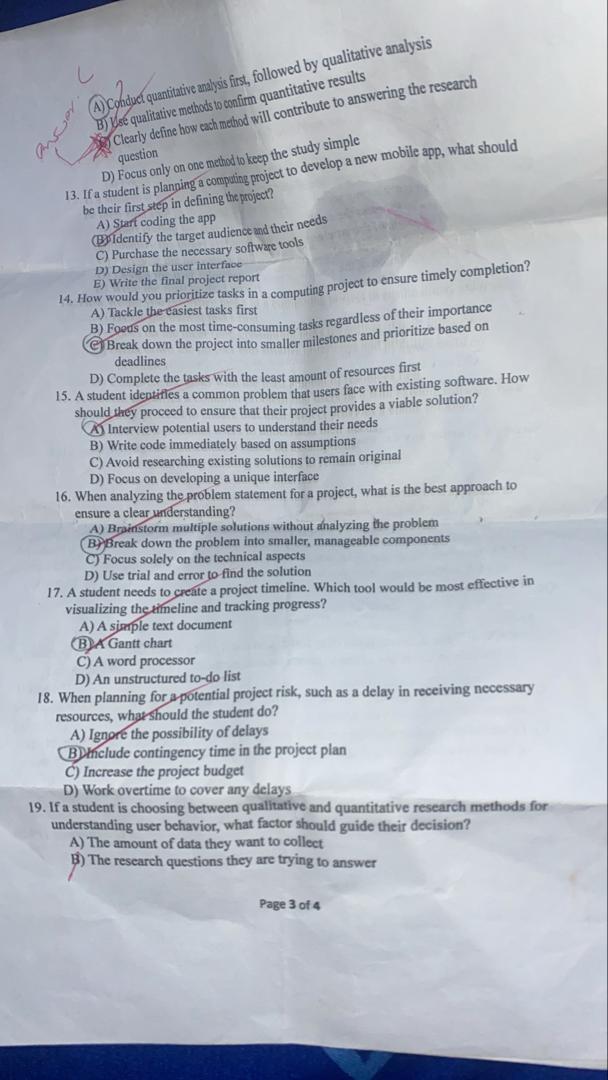 Answer: C
A) Conduct quantitative analysis first, followed by qualitative analysis
B) Use qualitative methods to confirm quantitative results
Clearly define how each method will contribute to answering the research
question
D) Focus only on one method to keep the study simple
13. If a student is planning a computing project to develop a new mobile app, what should
be their first step in defining the project?
A) Start coding the app
B) Identify the target audience and their needs
C) Purchase the necessary software tools
D) Design the user interface
E) Write the final project report
14. How would you prioritize tasks in a computing project to ensure timely completion?
A) Tackle the easiest tasks first
B) Focus on the most time-consuming tasks regardless of their importance
C) Break down the project into smaller milestones and prioritize based on
deadlines
D) Complete the tasks with the least amount of resources first
15. A student identifies a common problem that users face with existing software. How
should they proceed to ensure that their project provides a viable solution?
A) Interview potential users to understand their needs
B) Write code immediately based on assumptions
C) Avoid researching existing solutions to remain original
D) Focus on developing a unique interface
16. When analyzing the problem statement for a project, what is the best approach to
ensure a clear understanding?
A) Brainstorm multiple solutions without analyzing the problem
B) Break down the problem into smaller, manageable components
C) Focus solely on the technical aspects
D) Use trial and error to find the solution
17. A student needs to create a project timeline. Which tool would be most effective in
visualizing the timeline and tracking progress?
A) A simple text document
B) A Gantt chart
C) A word processor
D) An unstructured to-do list
18. When planning for a potential project risk, such as a delay in receiving necessary
resources, what should the student do?
A) Ignore the possibility of delays
B) Include contingency time in the project plan
C) Increase the project budget
D) Work overtime to cover any delays
19. If a student is choosing between qualitative and quantitative research methods for
understanding user behavior, what factor should guide their decision?
A) The amount of data they want to collect
B) The research questions they are trying to answer
Page 3 of 4